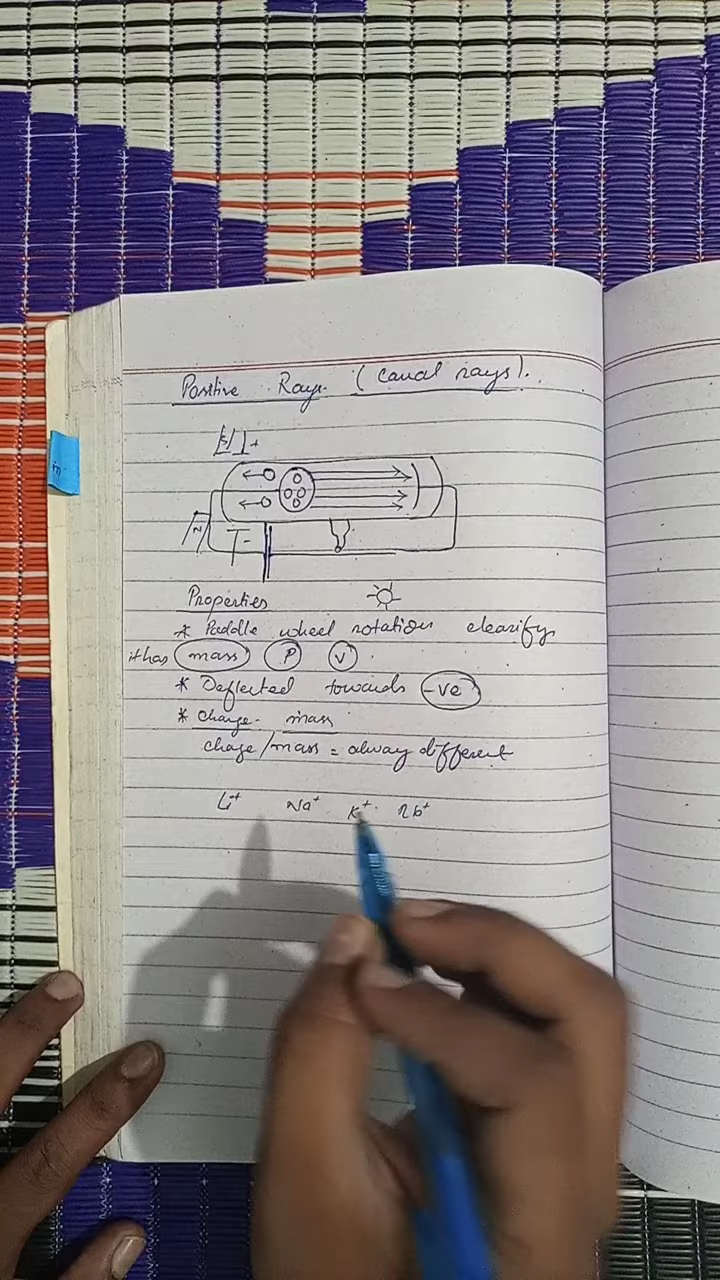 Positive Rays. (canal rays).
+
T-
Properties
* Paddle wheel rotation clearify
it has mass P V.
* Deflected towards -ve
* charge- mass
chage/mass = alway different
Li+ Na+ K+. Rb+